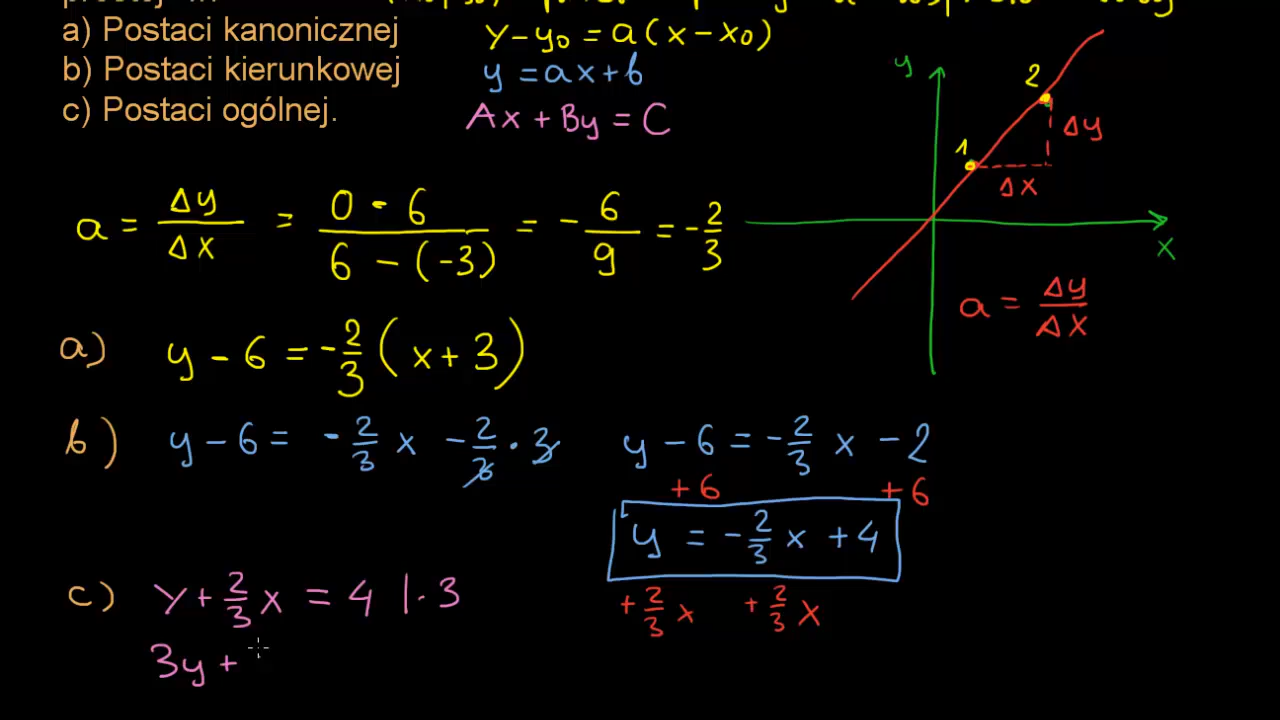 a) Postaci kanonicznej y-y₀ = a(x-x₀)
b) Postaci kierunkowej y=ax+b
c) Postaci ogólnej. Ax + By = C
y
2
1
Δy
Δx
x
a = Δy/Δx = 0-6/6-(-3) = -6/9 = -2/3
a = Δy/Δx
a) y-6=-2/3(x+3)
b) y-6= -2/3 x -2/3·3 y-6=-2/3 x -2
+6 +6
y = -2/3 x +4
+2/3 x +2/3 x
c) y+2/3x = 4 |·3
3y+